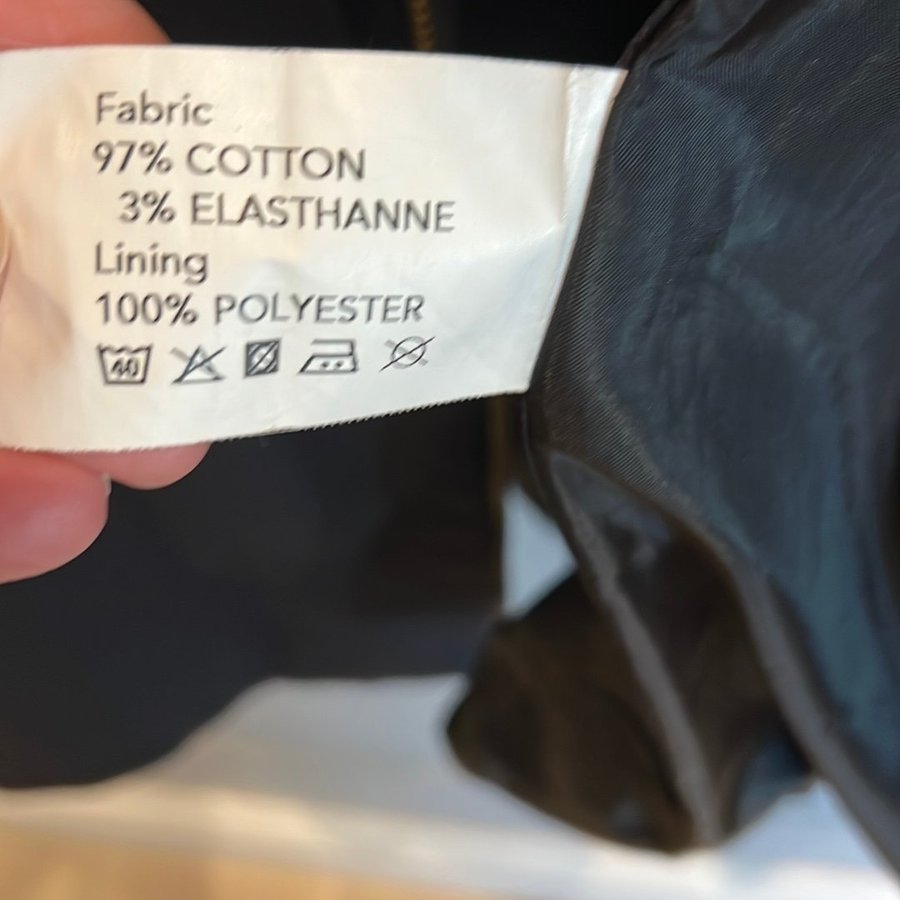 Fabric
97% COTTON
3% ELASTHANNE
Lining
100% POLYESTER
40